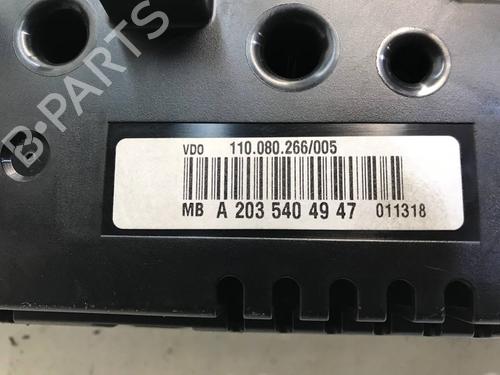 B-PARTS
VDO 110.080.266/005
MB A 203 540 49 47 011318